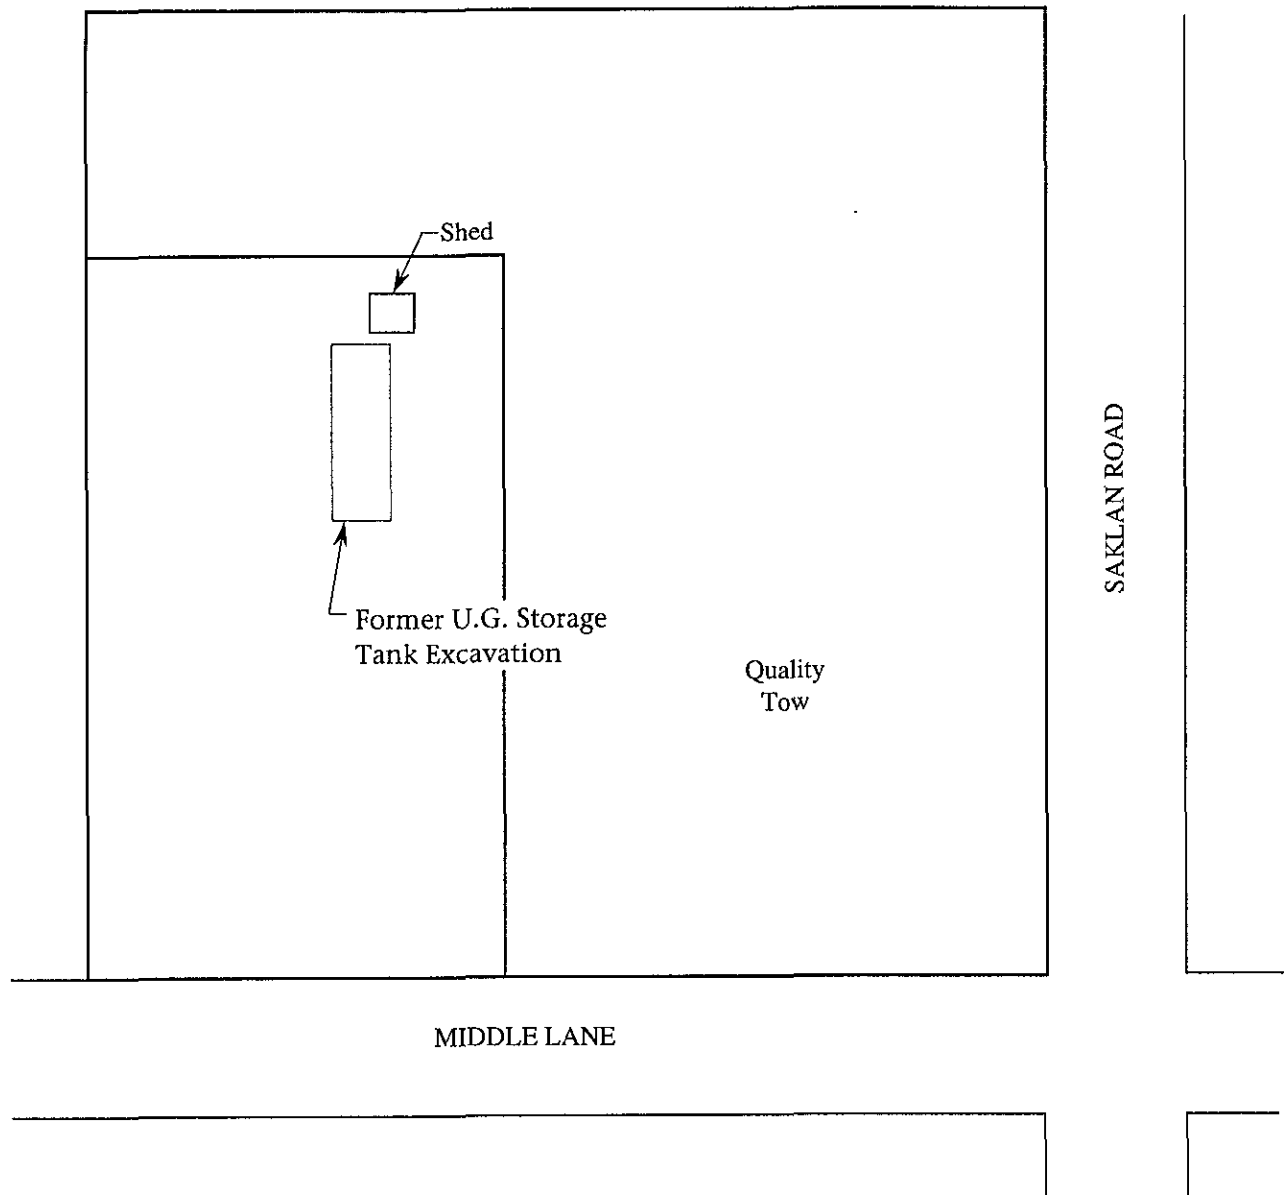 Shed
SAKLAN ROAD
Former U.G. Storage
Tank Excavation
Quality
Tow
MIDDLE LANE